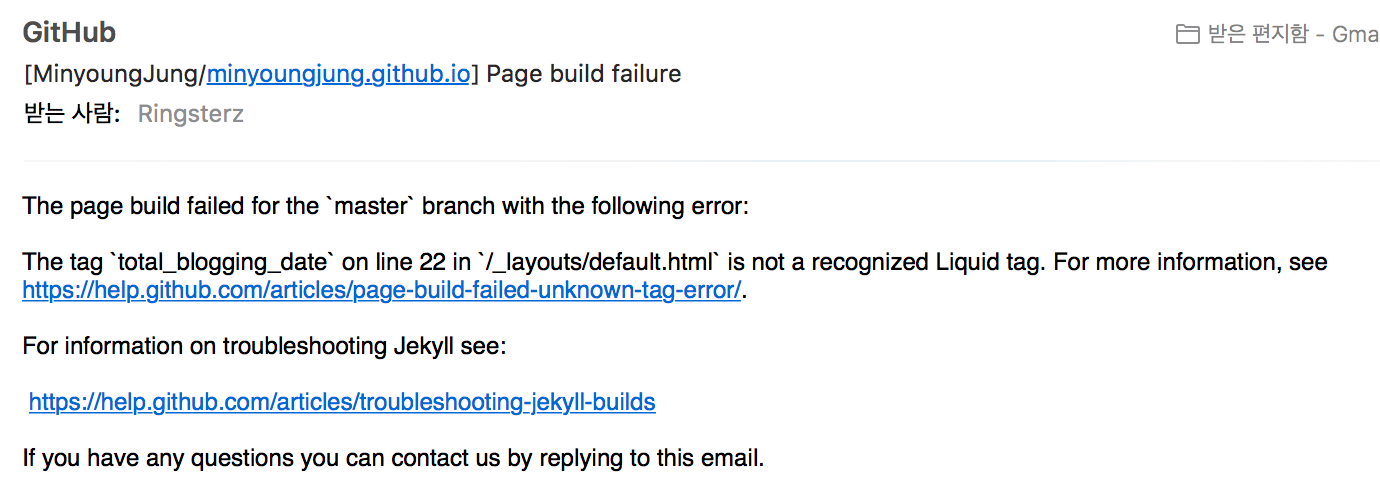 GitHub
받은 편지함 - Gma
[MinyoungJung/minyoungjung.github.io] Page build failure
받는 사람: Ringsterz
The page build failed for the `master` branch with the following error:
The tag `total_blogging_date` on line 22 in `/_layouts/default.html` is not a recognized Liquid tag. For more information, see
https://help.github.com/articles/page-build-failed-unknown-tag-error/.
For information on troubleshooting Jekyll see:
https://help.github.com/articles/troubleshooting-jekyll-builds
If you have any questions you can contact us by replying to this email.